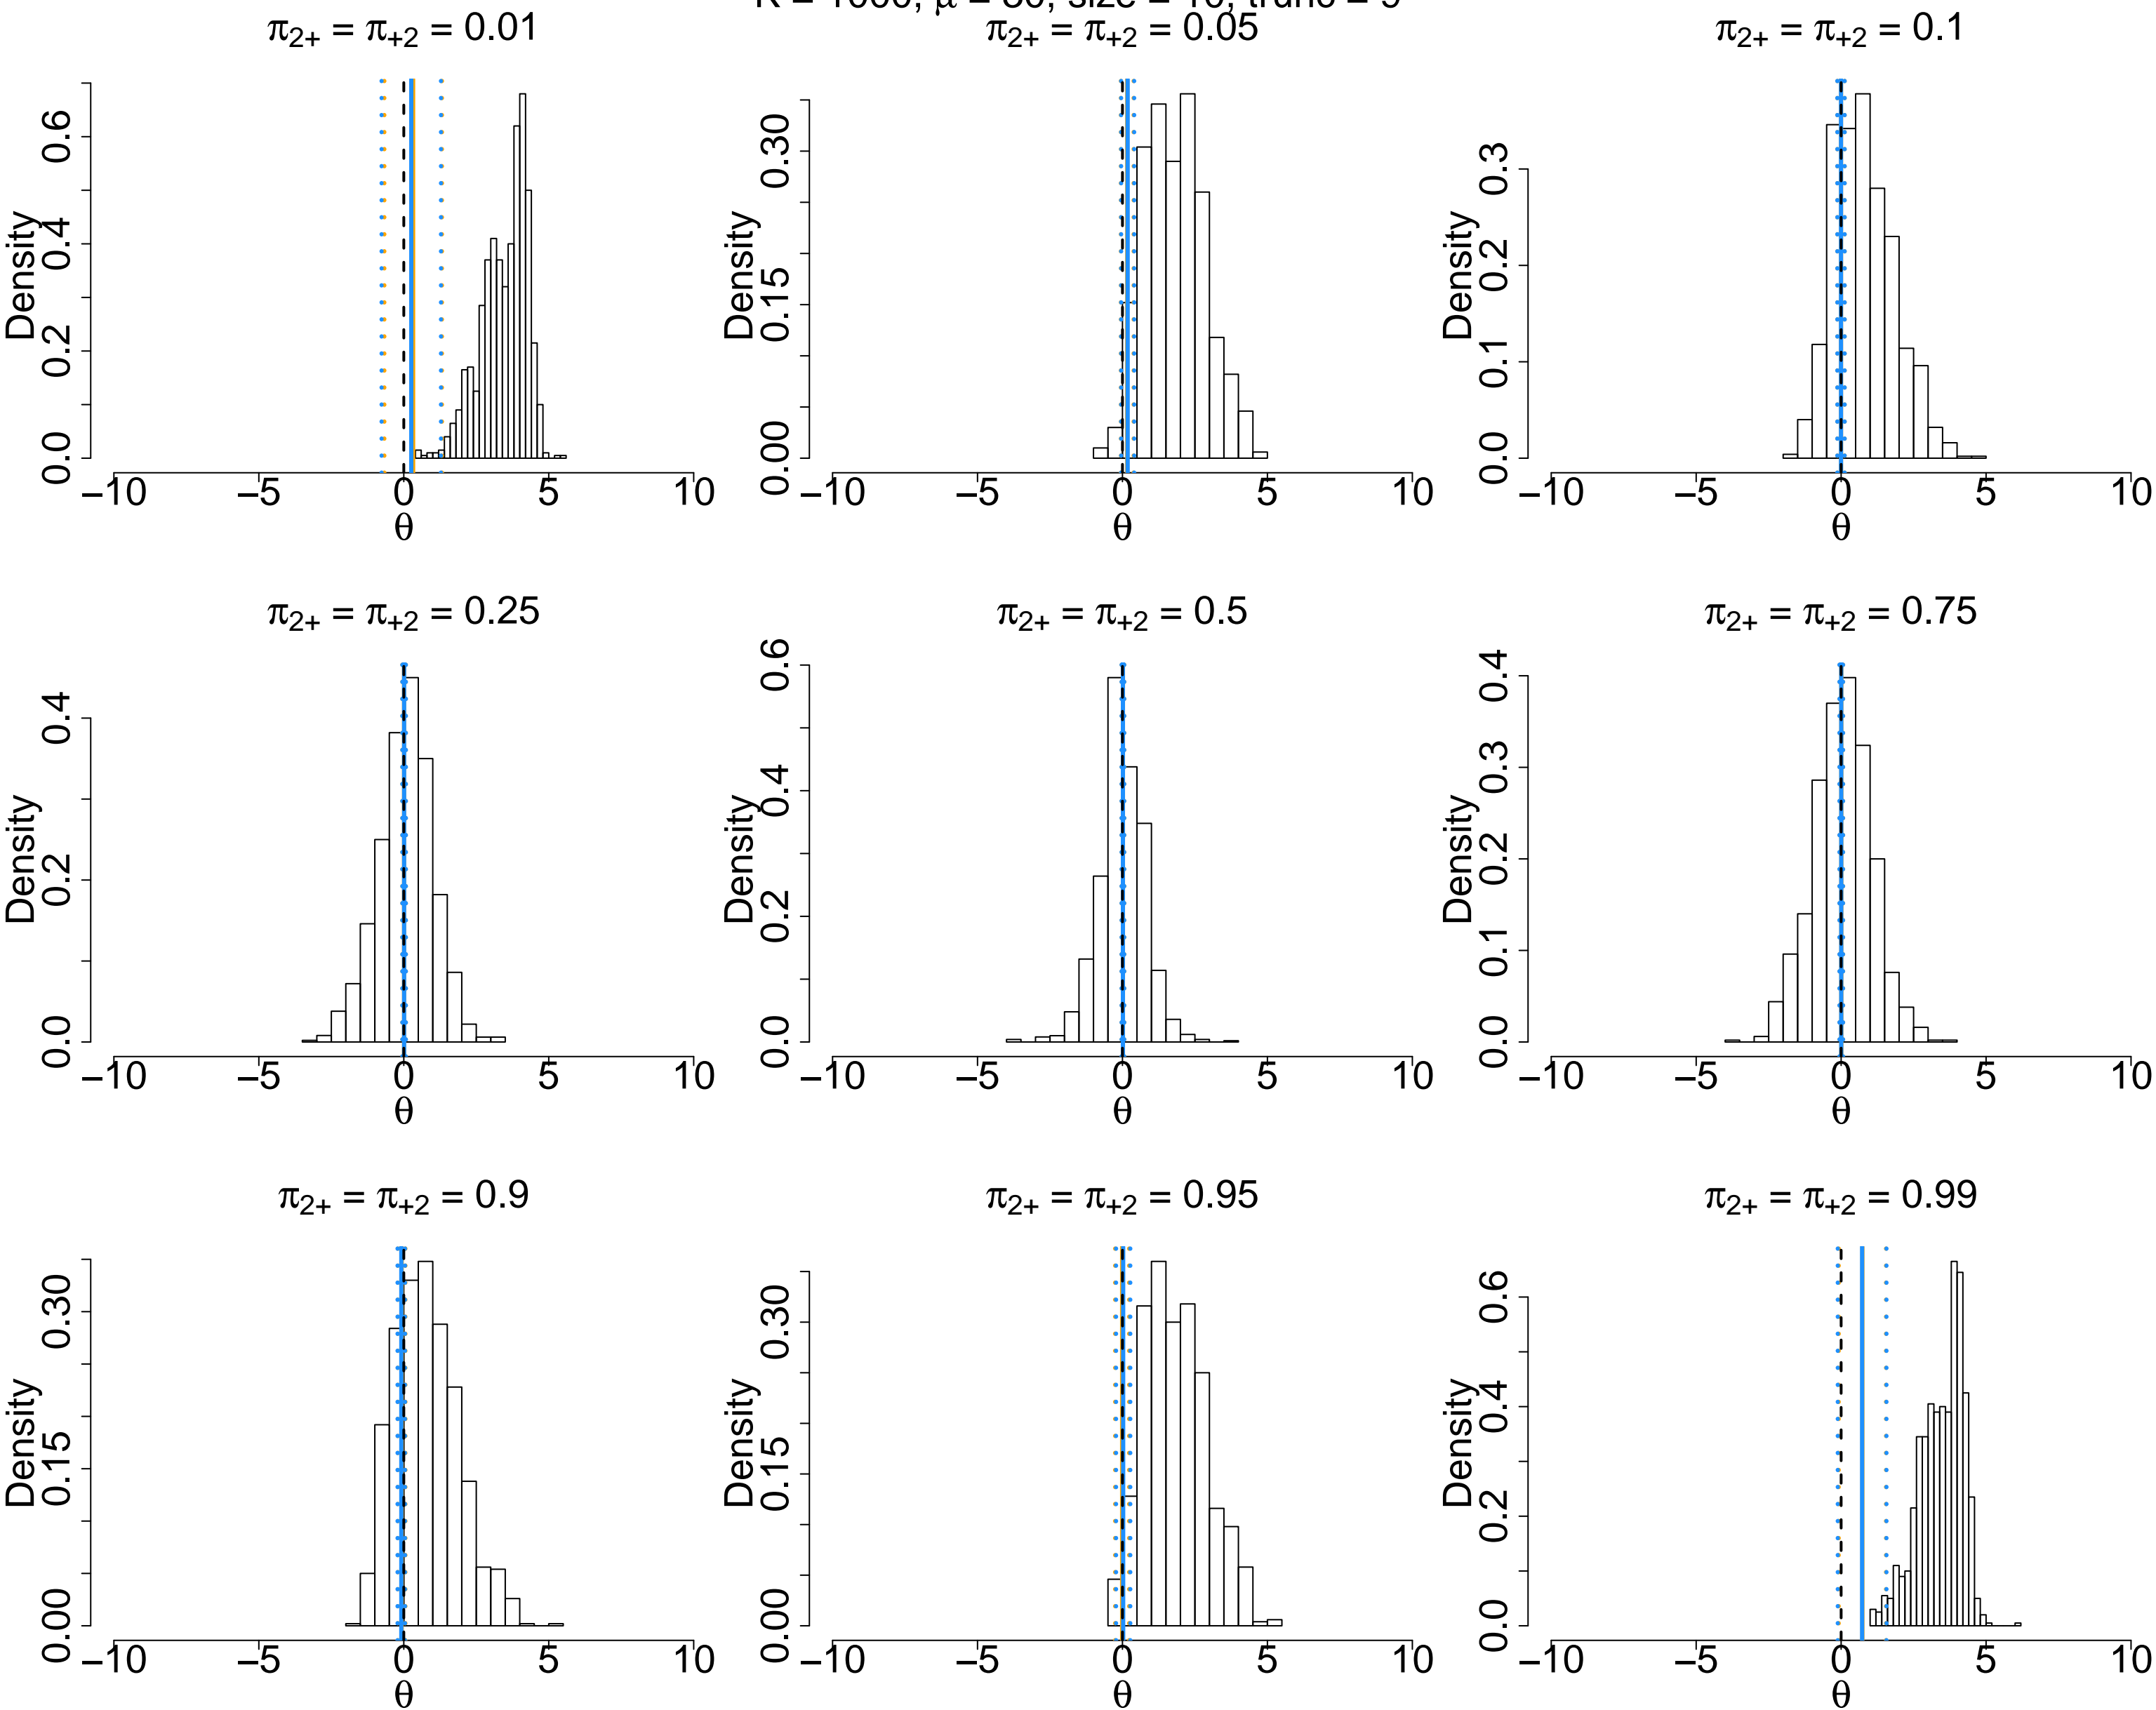 K = 1000, μ = 30, size = 10, trunc = 9
π2+ = π+2 = 0.01
π2+ = π+2 = 0.05
π2+ = π+2 = 0.1
Density
0.0 0.2 0.4 0.6
−10 −5 0 5 10
θ
Density
0.00 0.15 0.30
−10 −5 0 5 10
θ
Density
0.0 0.1 0.2 0.3
−10 −5 0 5 10
θ
π2+ = π+2 = 0.25
π2+ = π+2 = 0.5
π2+ = π+2 = 0.75
Density
0.0 0.2 0.4
−10 −5 0 5 10
θ
Density
0.0 0.2 0.4 0.6
−10 −5 0 5 10
θ
Density
0.0 0.1 0.2 0.3 0.4
−10 −5 0 5 10
θ
π2+ = π+2 = 0.9
π2+ = π+2 = 0.95
π2+ = π+2 = 0.99
Density
0.00 0.15 0.30
−10 −5 0 5 10
θ
Density
0.00 0.15 0.30
−10 −5 0 5 10
θ
Density
0.0 0.2 0.4 0.6
−10 −5 0 5 10
θ